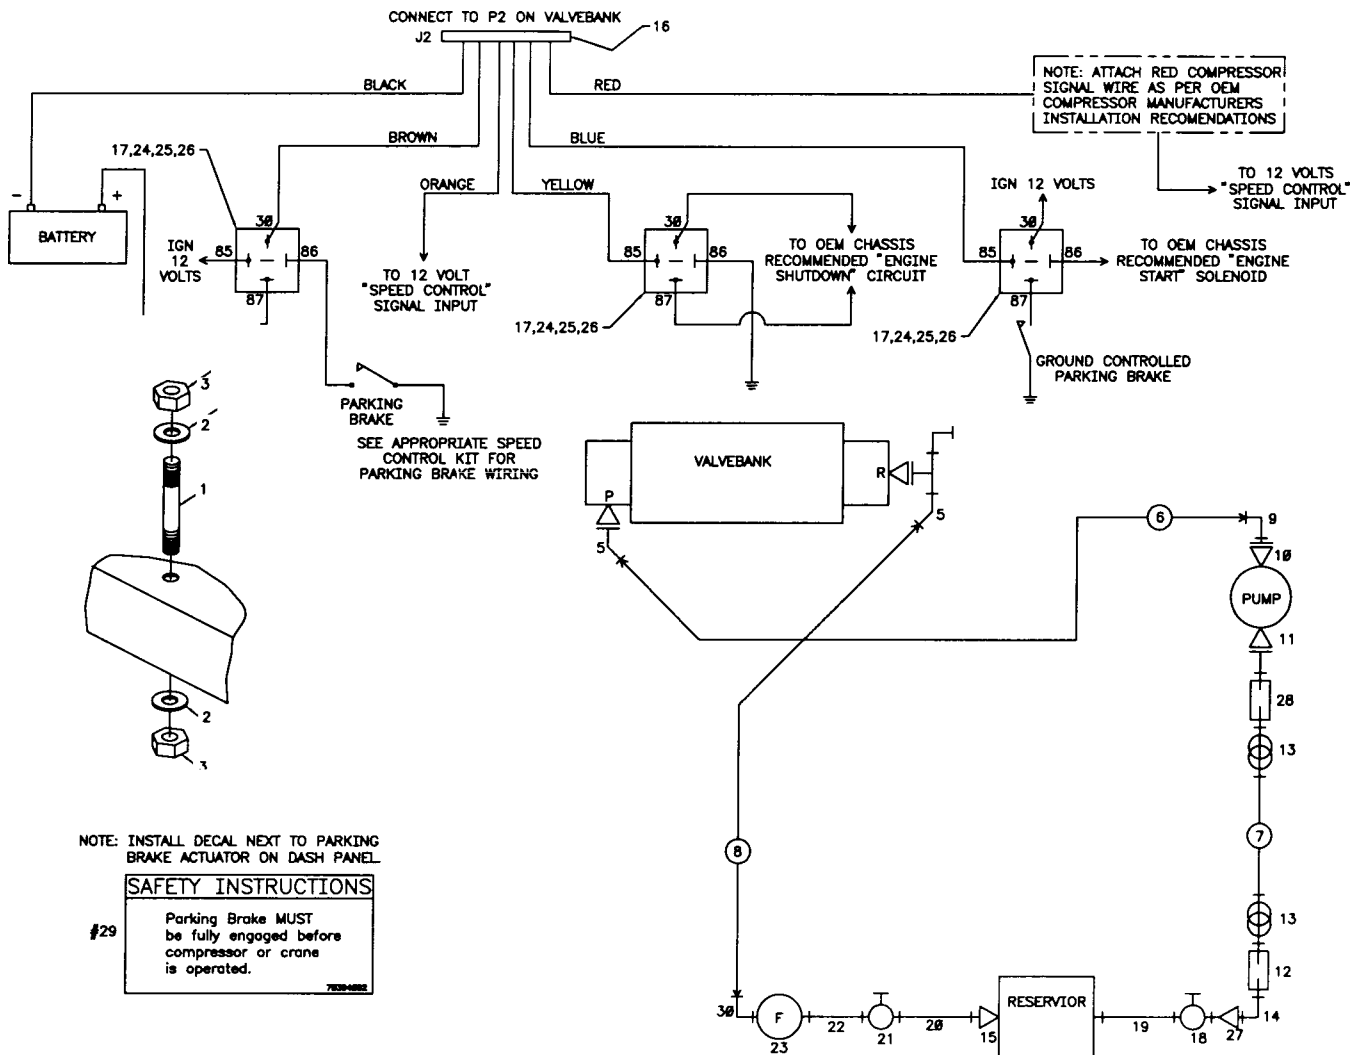 CONNECT TO P2 ON VALVEBANK
J2
16
BLACK
RED
NOTE: ATTACH RED COMPRESSOR
SIGNAL WIRE AS PER OEM
COMPRESSOR MANUFACTURERS
INSTALLATION RECOMENDATIONS
BROWN
BLUE
17,24,25,26
ORANGE
YELLOW
IGN 12 VOLTS
TO 12 VOLTS
"SPEED CONTROL"
SIGNAL INPUT
- +
BATTERY
30
85
86
87
IGN
12
VOLTS
TO 12 VOLT
"SPEED CONTROL"
SIGNAL INPUT
30
85
86
87
17,24,25,26
TO OEM CHASSIS
RECOMMENDED "ENGINE
SHUTDOWN" CIRCUIT
30
85
86
87
17,24,25,26
TO OEM CHASSIS
RECOMMENDED "ENGINE
START" SOLENOID
GROUND CONTROLLED
PARKING BRAKE
PARKING
BRAKE
SEE APPROPRIATE SPEED
CONTROL KIT FOR
PARKING BRAKE WIRING
3
2
1
2
3
VALVEBANK
P
R
5
5
6
9
10
PUMP
11
28
13
7
13
12
14
8
30
F
23
22
21
20
15
RESERVIOR
19
18
27
NOTE: INSTALL DECAL NEXT TO PARKING
BRAKE ACTUATOR ON DASH PANEL
#29
SAFETY INSTRUCTIONS
Parking Brake MUST
be fully engaged before
compressor or crane
is operated.